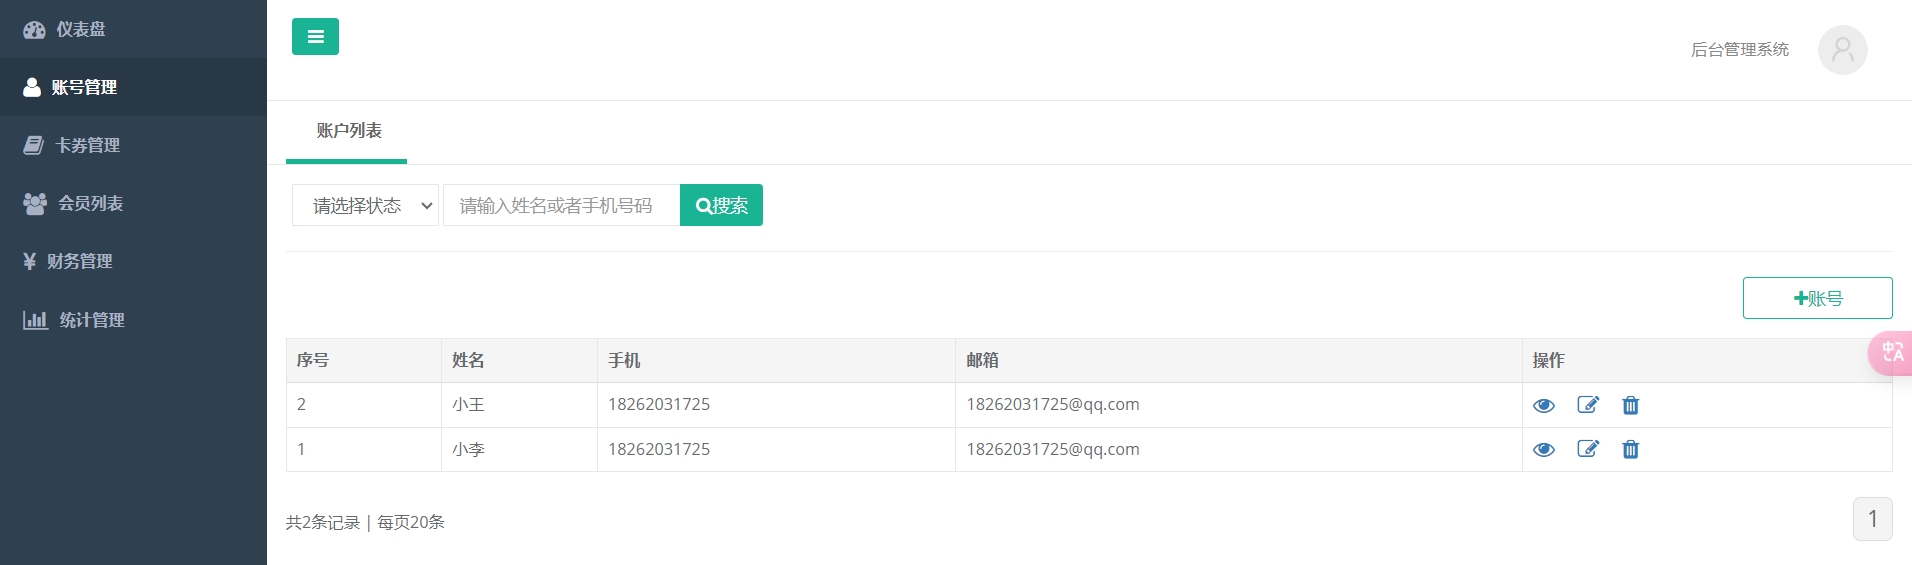 仪表盘
账号管理
卡券管理
会员列表
¥ 财务管理
统计管理
后台管理系统
账户列表
请选择状态 请输入姓名或者手机号码 搜索
+账号
序号 姓名 手机 邮箱 操作
2 小王 18262031725 18262031725@qq.com
1 小李 18262031725 18262031725@qq.com
共2条记录 | 每页20条
1
中A